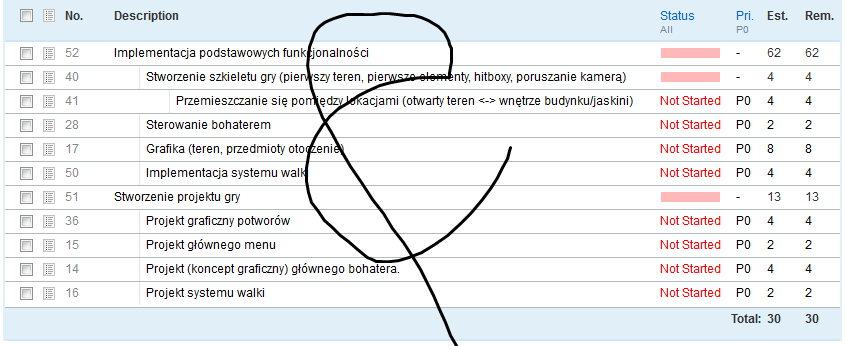 No. Description Status Pri. Est. Rem.
All P0
52 Implementacja podstawowych funkcjonalności - 62 62
40 Stworzenie szkieletu gry (pierwszy teren, pierwsze elementy, hitboxy, poruszanie kamerą) - 4 4
41 Przemieszczanie się pomiędzy lokacjami (otwarty teren <-> wnętrze budynku/jaskini) Not Started P0 4 4
28 Sterowanie bohaterem Not Started P0 2 2
17 Grafika (teren, przedmioty otoczenie) Not Started P0 8 8
50 Implementacja systemu walki Not Started P0 4 4
51 Stworzenie projektu gry - 13 13
36 Projekt graficzny potworów Not Started P0 4 4
15 Projekt głównego menu Not Started P0 2 2
14 Projekt (koncept graficzny) głównego bohatera. Not Started P0 4 4
16 Projekt systemu walki Not Started P0 2 2
Total: 30 30